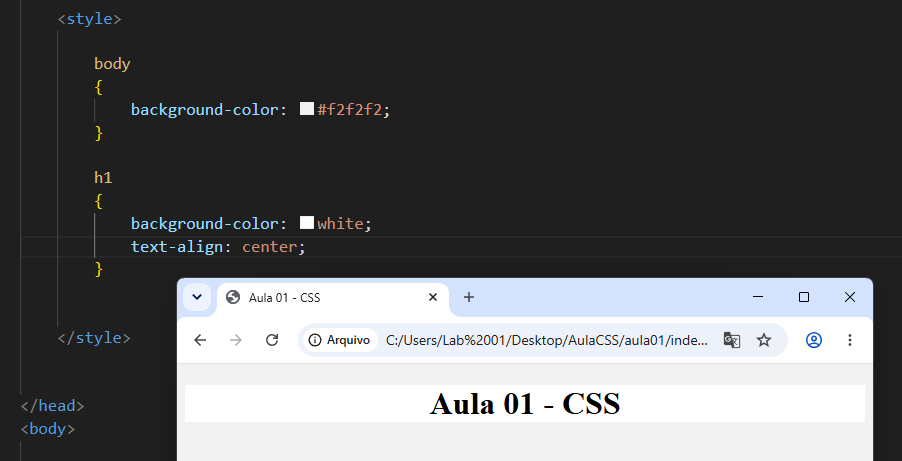 <style>
body
{
background-color: #f2f2f2;
}
h1
{
background-color: white;
text-align: center;
}
</style>
</head>
<body>
Aula 01 - CSS
Arquivo C:/Users/Lab%2001/Desktop/AulaCSS/aula01/inde...
Aula 01 - CSS